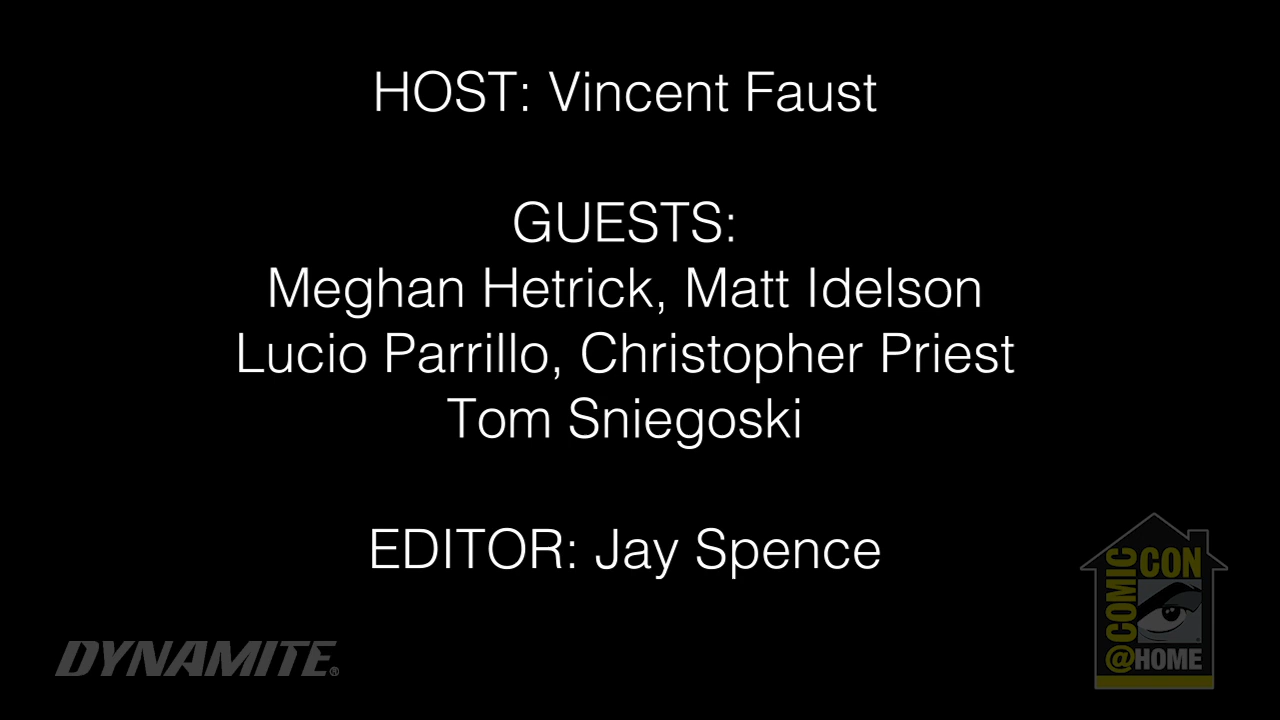 HOST: Vincent Faust
GUESTS:
Meghan Hetrick, Matt Idelson
Lucio Parrillo, Christopher Priest
Tom Sniegoski
EDITOR: Jay Spence
DYNAMITE®
COMIC
CON
@HOME